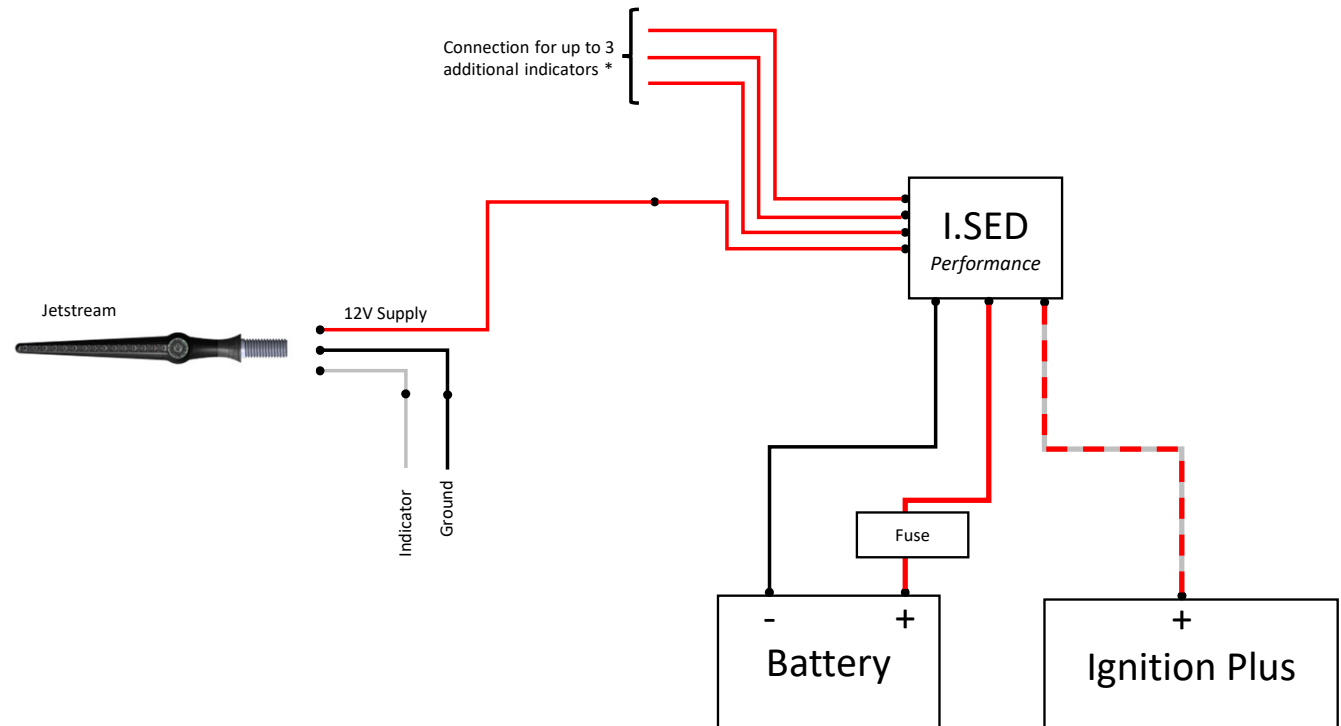 Connection for up to 3
additional indicators *
I.SED
Performance
Jetstream
12V Supply
Indicator
Ground
Fuse
- +
Battery
+
Ignition Plus